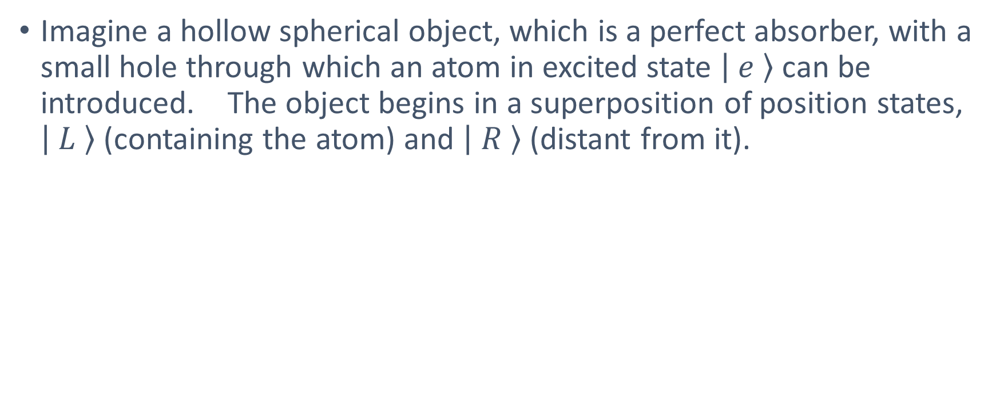 • Imagine a hollow spherical object, which is a perfect absorber, with a
small hole through which an atom in excited state | e ⟩ can be
introduced.    The object begins in a superposition of position states,
| L ⟩ (containing the atom) and | R ⟩ (distant from it).